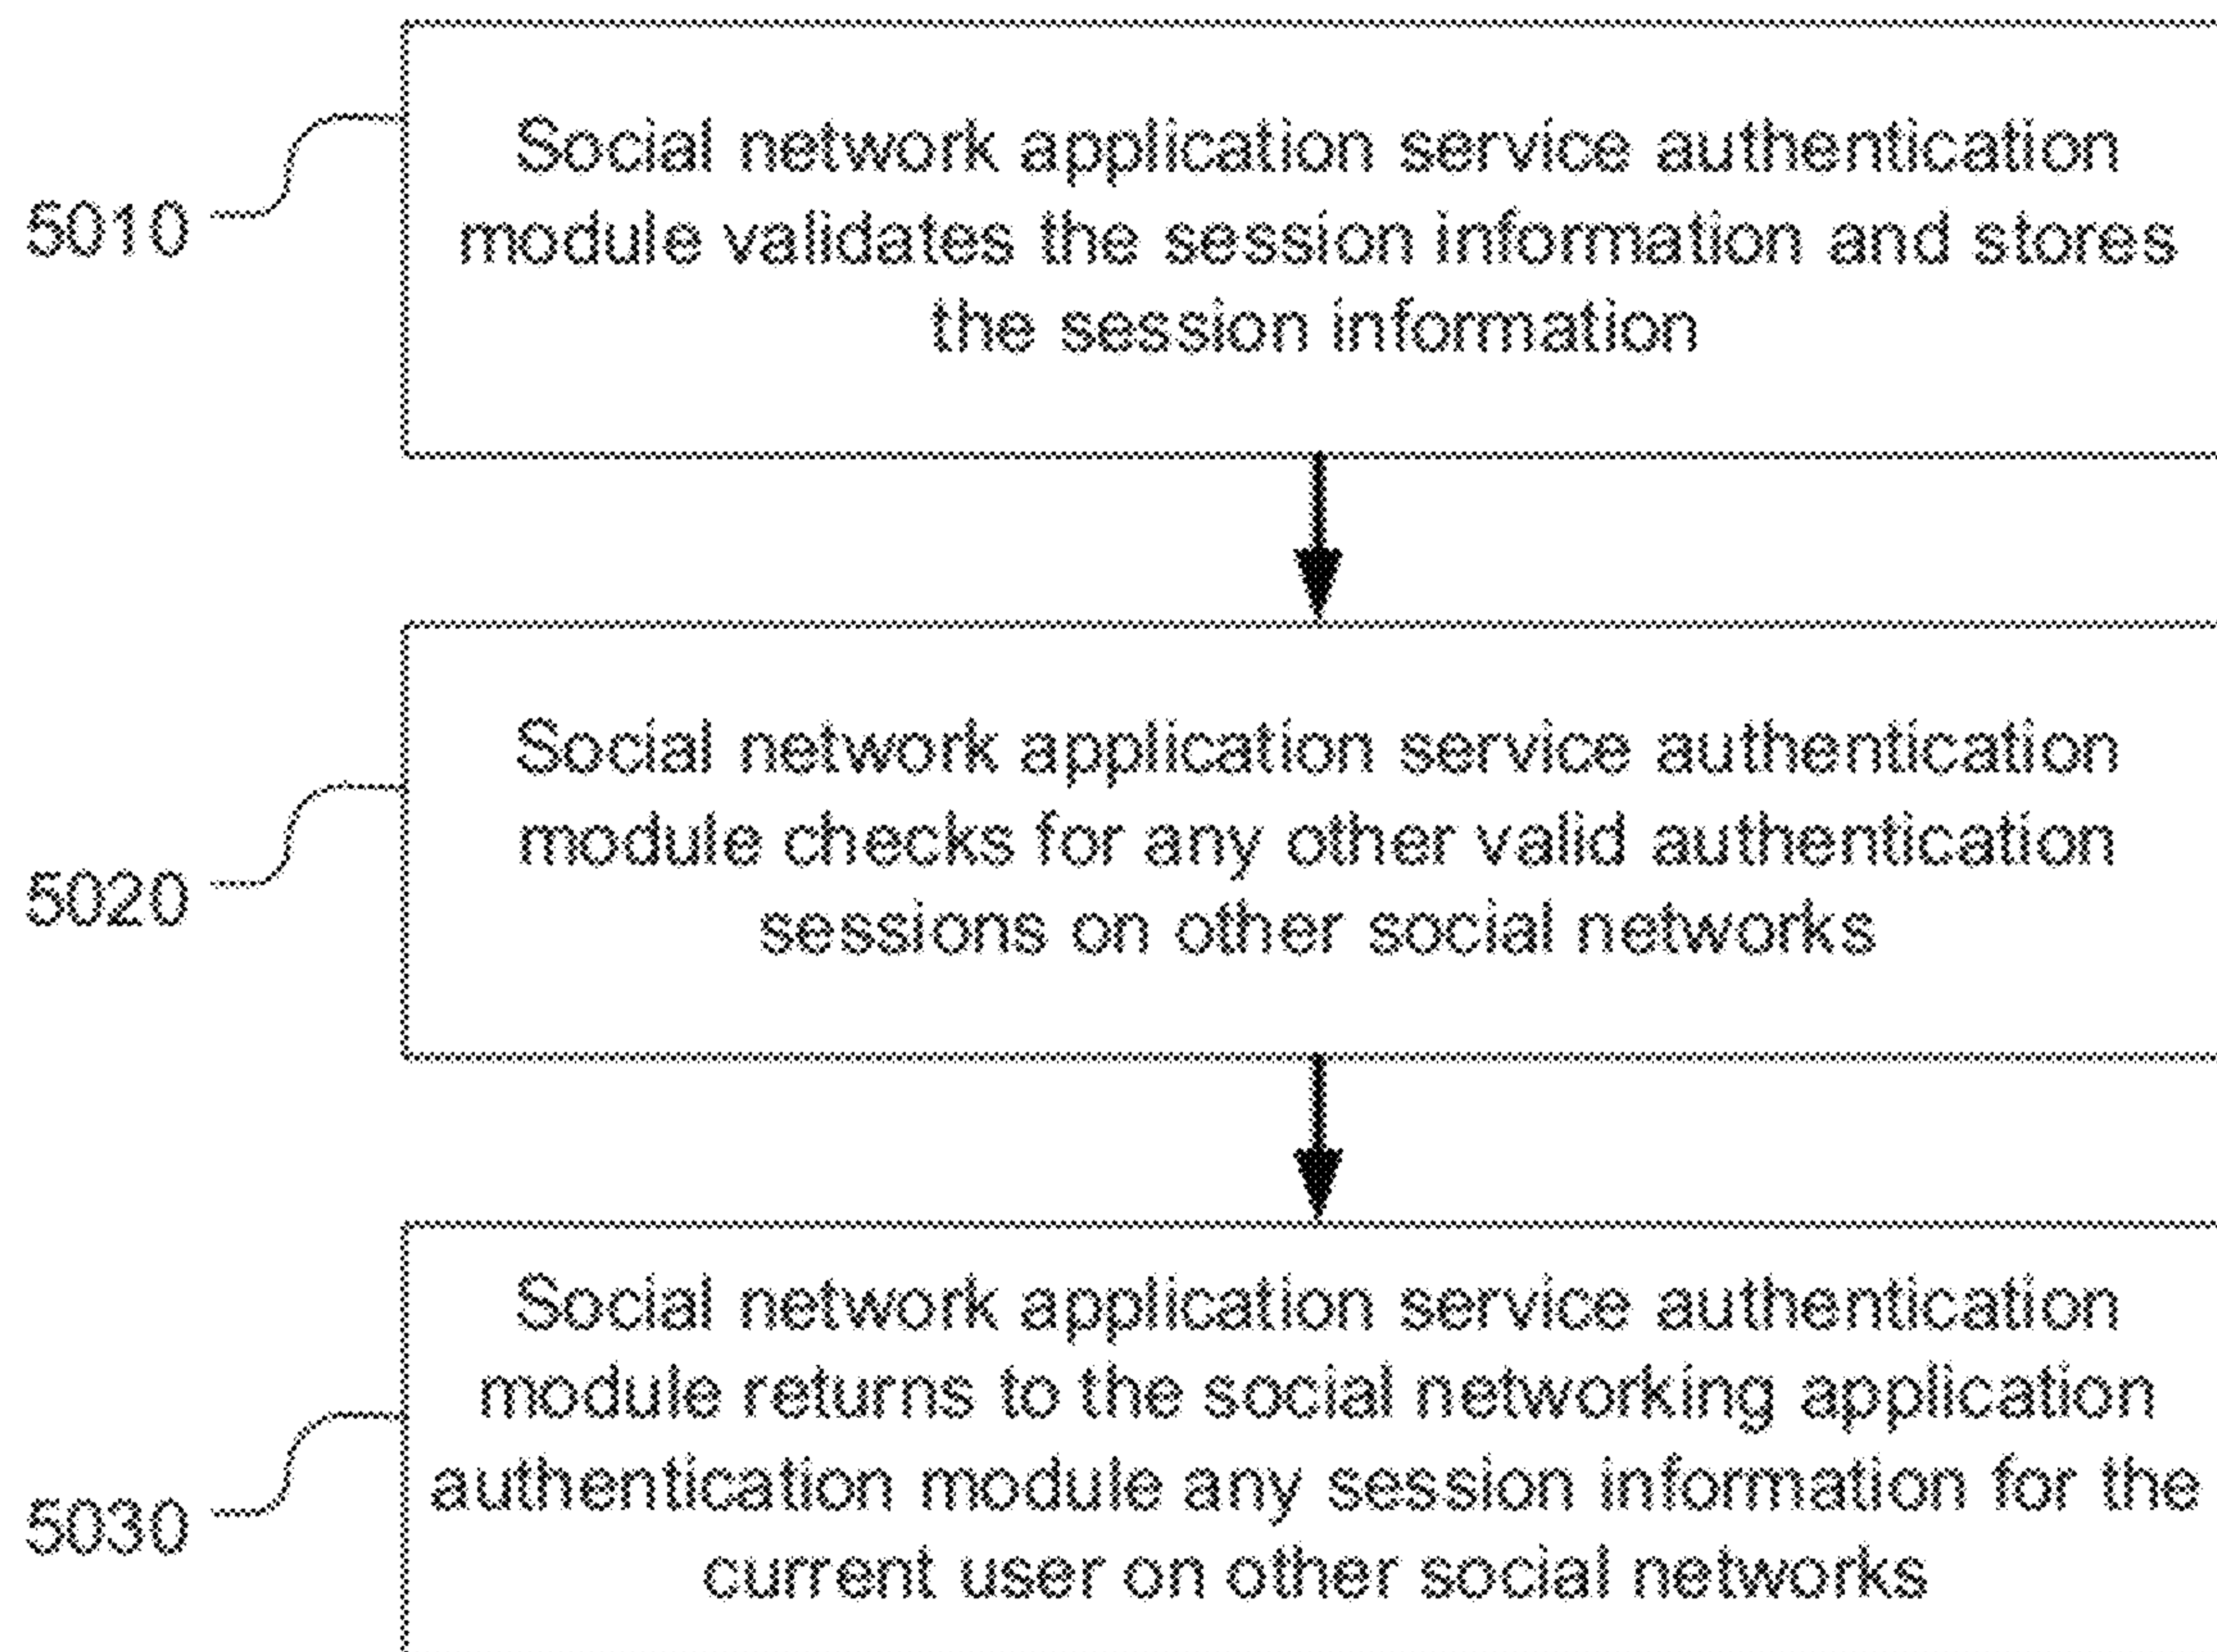 Social network application service authentication
module validates the session information and stores
the session information
5010
Social network application service authentication
module checks for any other valid authentication
sessions on other social networks
5020
Social network application service authentication
module returns to the social networking application
authentication module any session information for the
current user on other social networks
5030